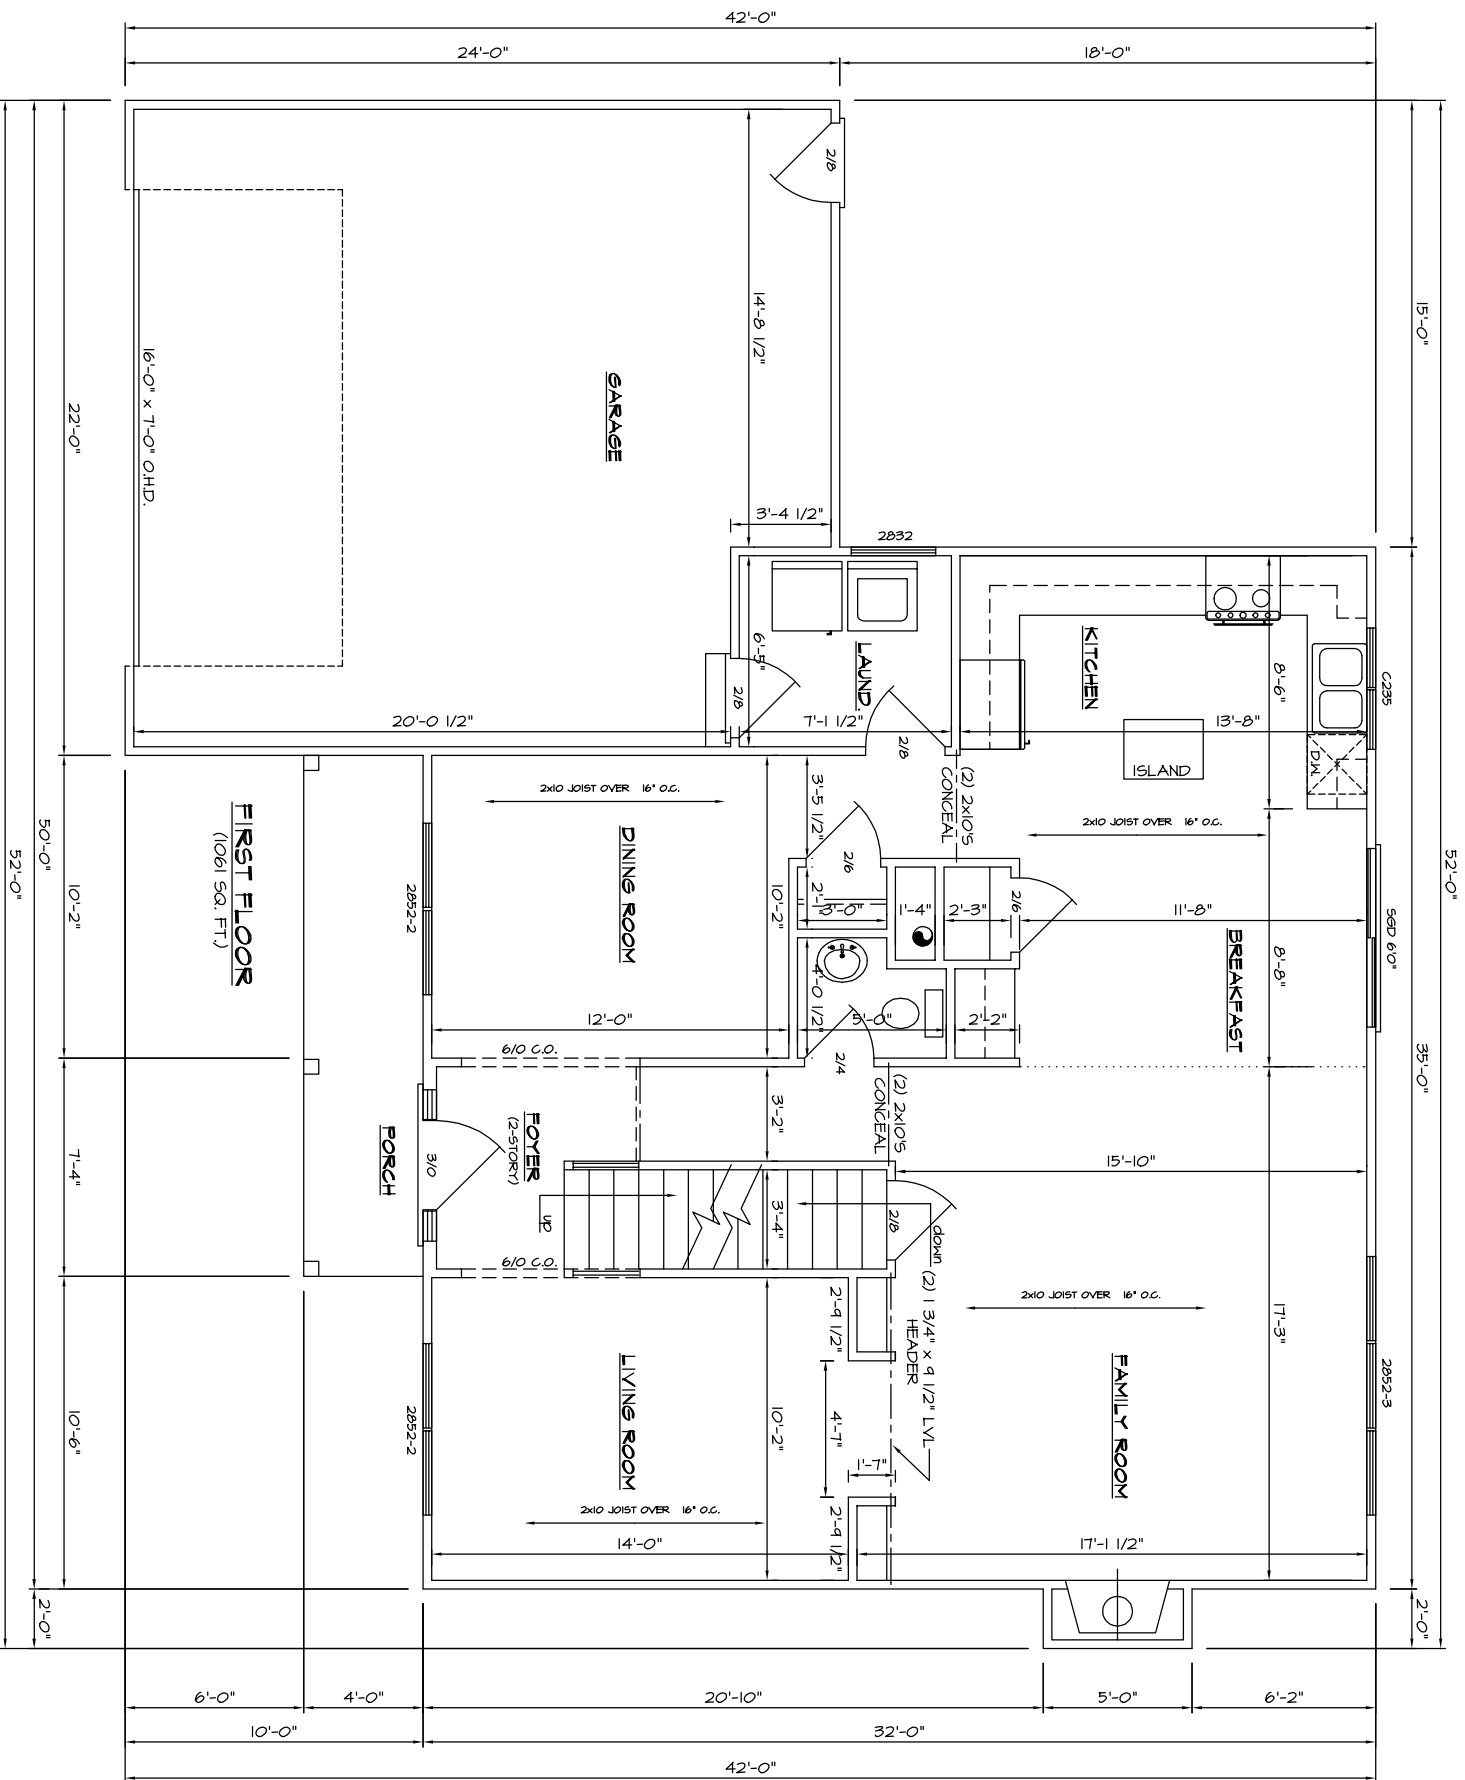 42'-0"
24'-0"
18'-0"
2/8
14'-8 1/2"
15'-0"
GARAGE
22'-0"
16'-0" x 7'-0" O.H.D.
3'-4 1/2"
2832
6'-5"
LAUND.
KITCHEN
8'-6"
C235
2/8
20'-0 1/2"
7'-1 1/2"
13'-8"
2/8
ISLAND
D.W.
(2) 2x10'S
CONCEAL
2x10 JOIST OVER 16" O.C.
3'-5 1/2"
2x10 JOIST OVER 16" O.C.
FIRST FLOOR
(1061 SQ. FT.)
50'-0"
52'-0"
10'-2"
2852-2
DINING ROOM
10'-2"
2/6
2'-
3'-0"
1'-4"
2'-3"
2/6
11'-8"
SGD 6'0"
52'-0"
BREAKFAST
8'-8"
4'-0 1/2"
12'-0"
5'-0"
2'-2"
35'-0"
6/0 C.O.
2/4
(2) 2x10'S
CONCEAL
3'-2"
FOYER
(2-STORY)
PORCH
3/0
7'-4"
15'-10"
up
3'-4"
2/8
down
6/0 C.O.
2x10 JOIST OVER 16" O.C.
2'-9 1/2"
(2) 1 3/4" x 9 1/2" LVL
HEADER
17'-3"
10'-6"
2852-2
LIVING ROOM
10'-2"
4'-7"
1'-7"
FAMILY ROOM
2852-3
2x10 JOIST OVER 16" O.C.
14'-0"
2'-9 1/2"
17'-1 1/2"
2'-0"
2'-0"
6'-0"
4'-0"
20'-10"
5'-0"
6'-2"
10'-0"
32'-0"
42'-0"